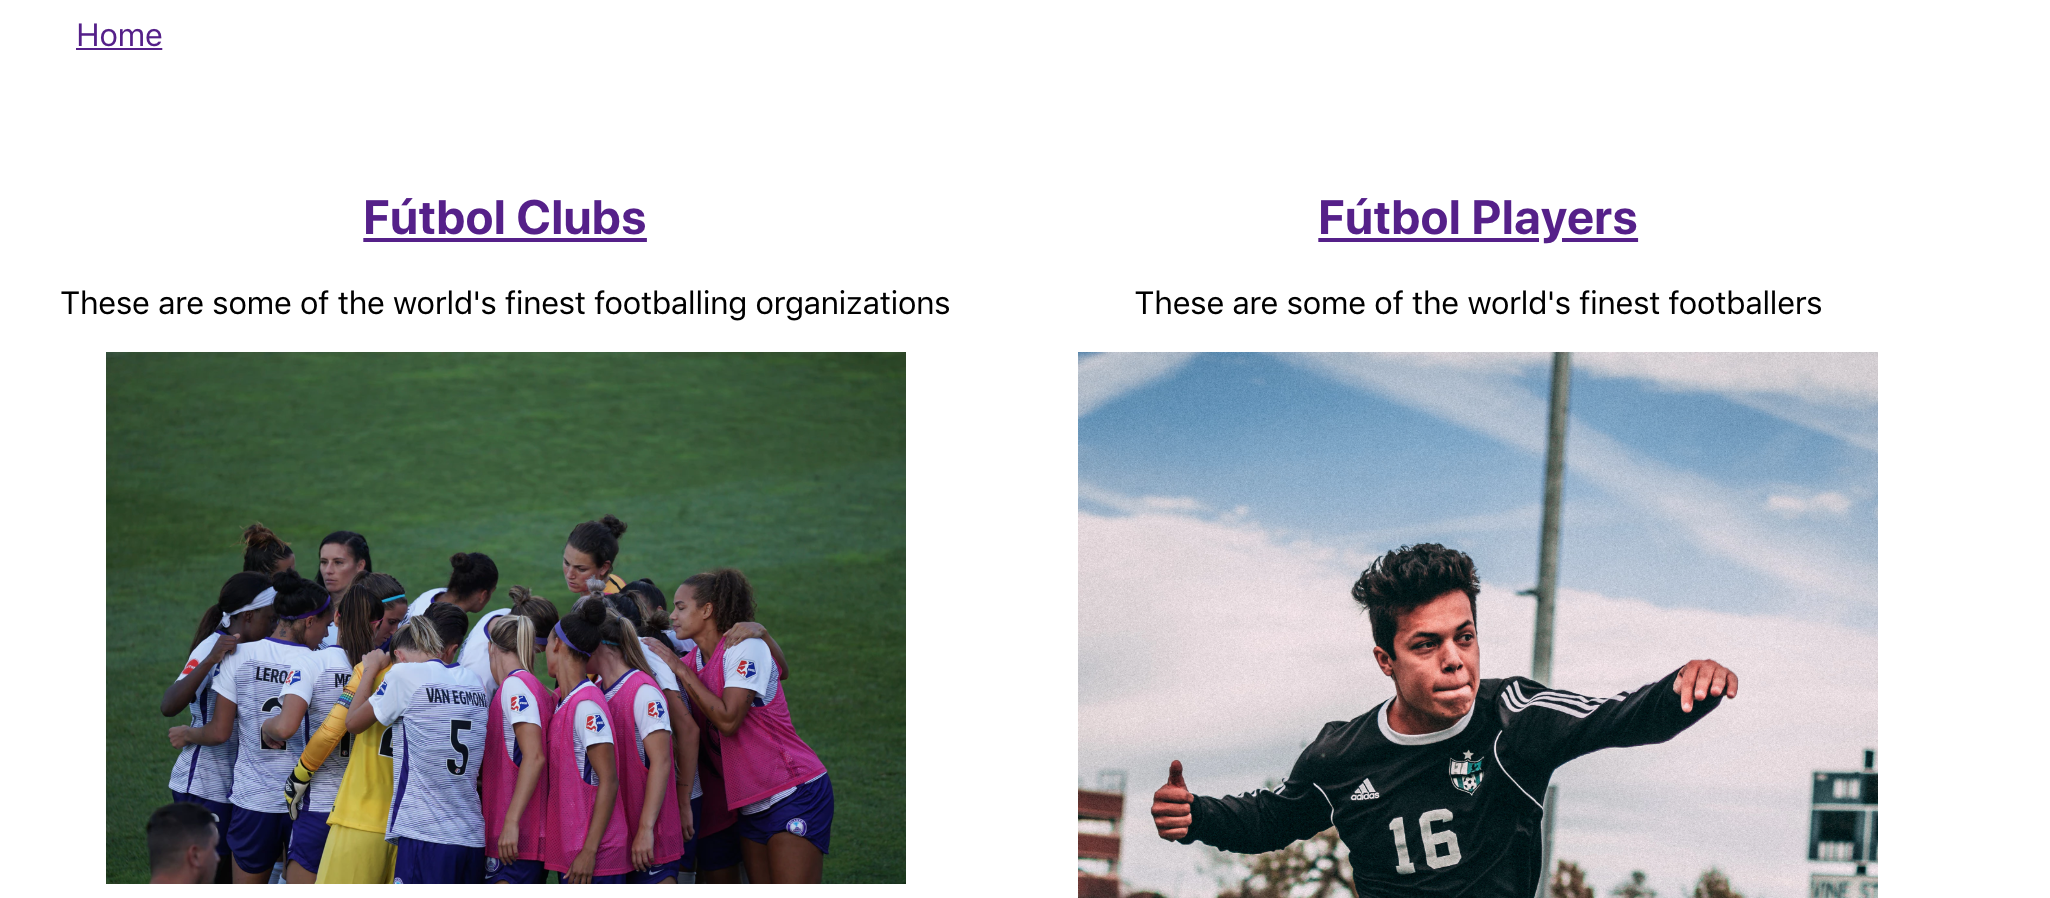 Home
Fútbol Clubs
These are some of the world's finest footballing organizations
Fútbol Players
These are some of the world's finest footballers
VAN EGMOND
5
adidas
16